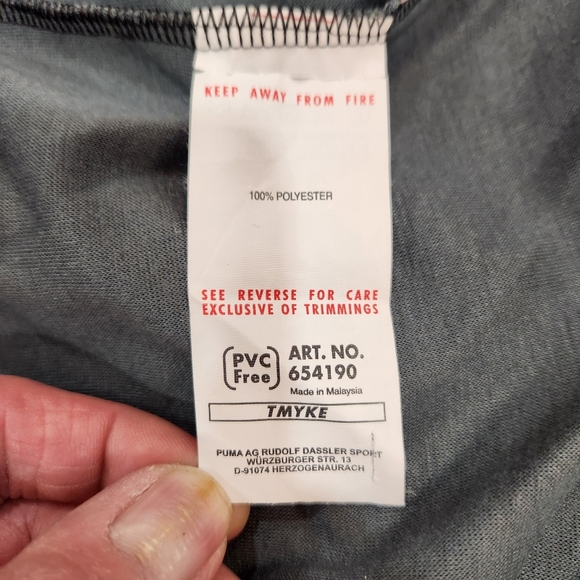 KEEP AWAY FROM FIRE
100% POLYESTER
SEE REVERSE FOR CARE
EXCLUSIVE OF TRIMMINGS
PVC
Free
ART. NO.
654190
Made in Malaysia
TMYKE
PUMA AG RUDOLF DASSLER SPORT
WÜRZBURGER STR. 13
D-91074 HERZOGENAURACH